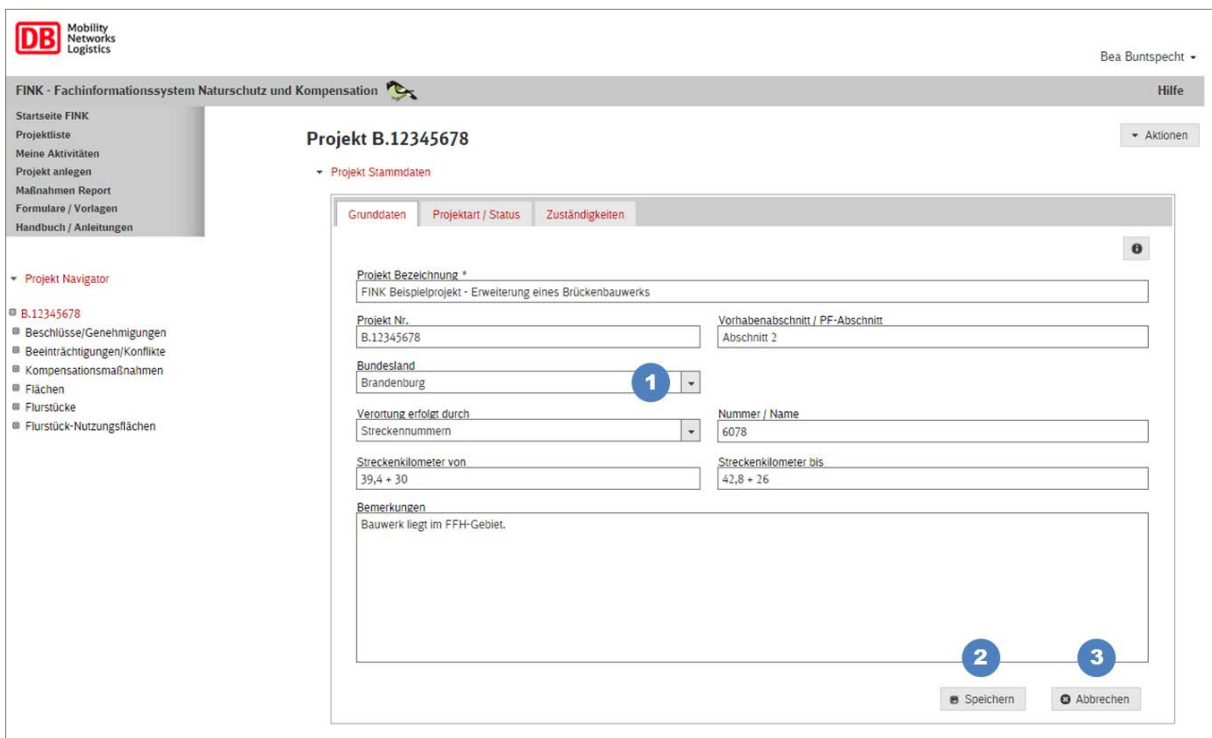 DB
Mobility
Networks
Logistics
Bea Buntspecht
FINK - Fachinformationssystem Naturschutz und Kompensation
Hilfe
Startseite FINK
Projektliste
Meine Aktivitäten
Projekt anlegen
Maßnahmen Report
Formulare / Vorlagen
Handbuch / Anleitungen
Projekt Navigator
B.12345678
Beschlüsse/Genehmigungen
Beeinträchtigungen/Konflikte
Kompensationsmaßnahmen
Flächen
Flurstücke
Flurstück-Nutzungsflächen
Projekt B.12345678
Aktionen
Projekt Stammdaten
Grunddaten Projektart / Status Zuständigkeiten
Projekt Bezeichnung *
FINK Beispielprojekt - Erweiterung eines Brückenbauwerks
Projekt Nr. Vorhabenabschnitt / PF-Abschnitt
B.12345678 Abschnitt 2
Bundesland
Brandenburg 1
Verortung erfolgt durch Nummer / Name
Streckennummern 6078
Streckenkilometer von Streckenkilometer bis
39,4 + 30 42,8 + 26
Bemerkungen
Bauwerk liegt im FFH-Gebiet.
2 3
Speichern Abbrechen